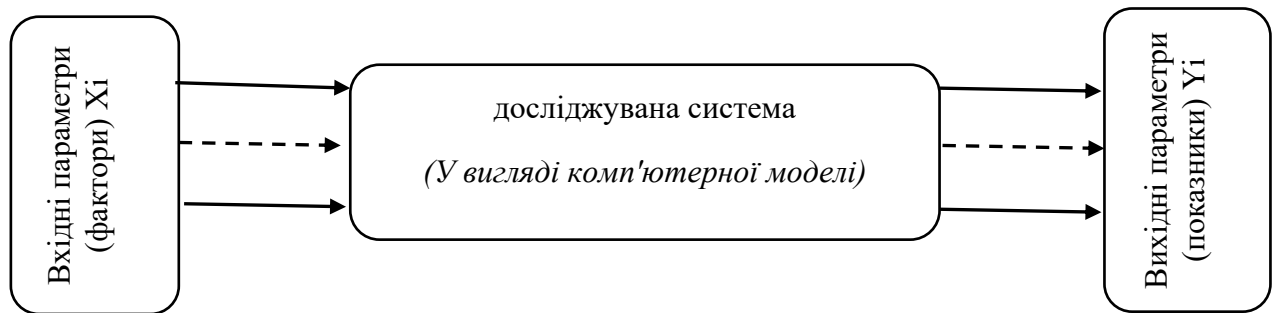 Вхідні параметри
(фактори) Xi
досліджувана система
(У вигляді комп'ютерної моделі)
Вихідні параметри
(показники) Yi